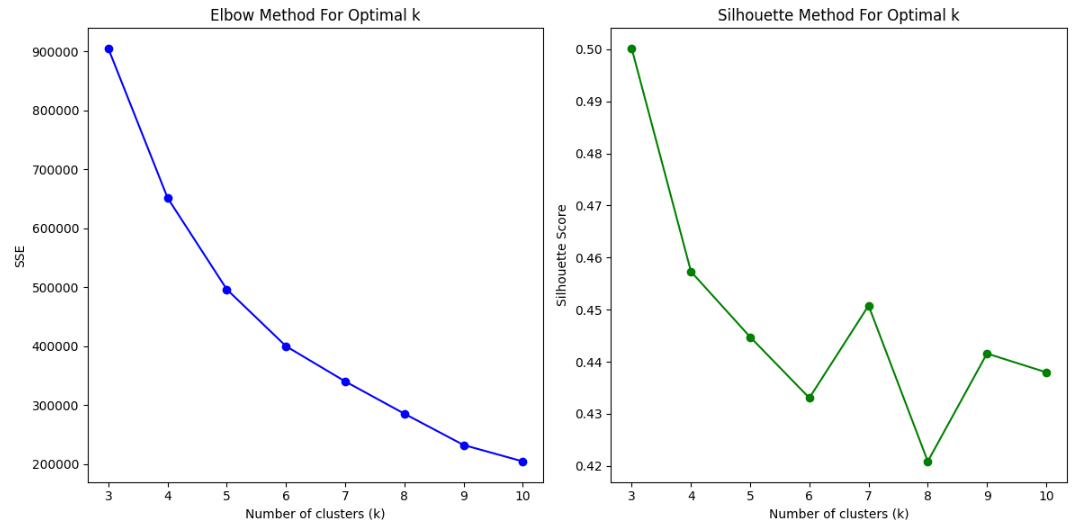 Elbow Method For Optimal k
900000
800000
700000
600000
500000
400000
300000
200000
SSE
3 4 5 6 7 8 9 10
Number of clusters (k)
Silhouette Method For Optimal k
0.50
0.49
0.48
0.47
0.46
0.45
0.44
0.43
0.42
Silhouette Score
3 4 5 6 7 8 9 10
Number of clusters (k)